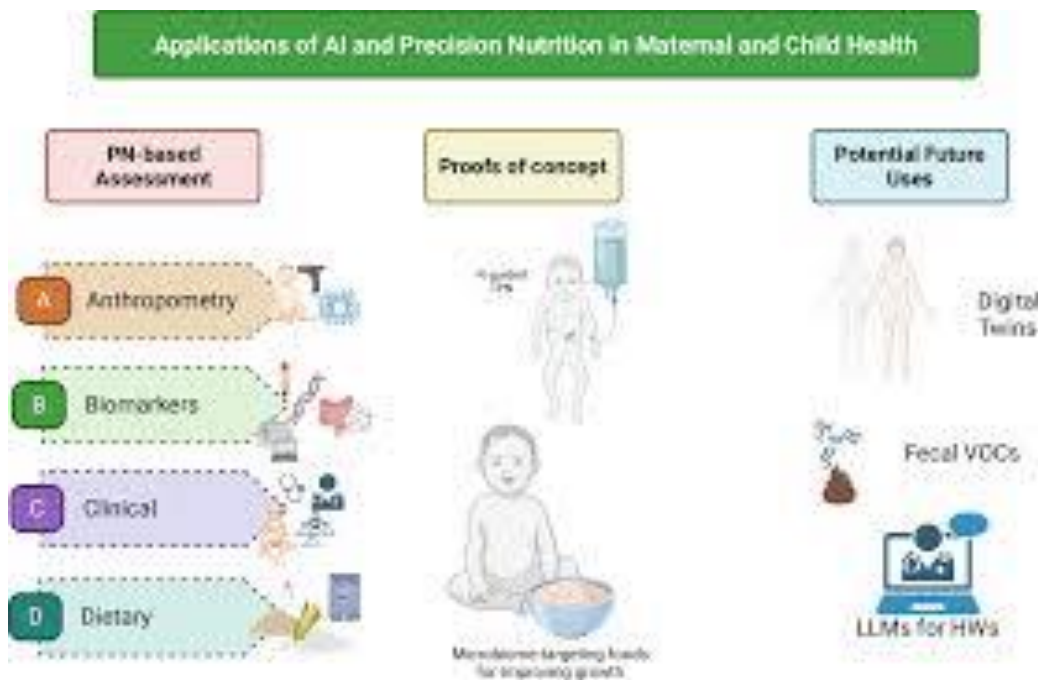 Applications of AI and Precision Nutrition in Maternal and Child Health
PN-based
Assessment
Proofs of concept
Potential Future
Uses
A Anthropometry
B Biomarkers
C Clinical
D Dietary
TPN
Microbiome-targeting foods
for improving growth
Digital
Twins
Fecal VOCs
LLMs for HWs